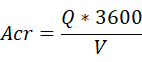 Acr = Q * 3600 / V